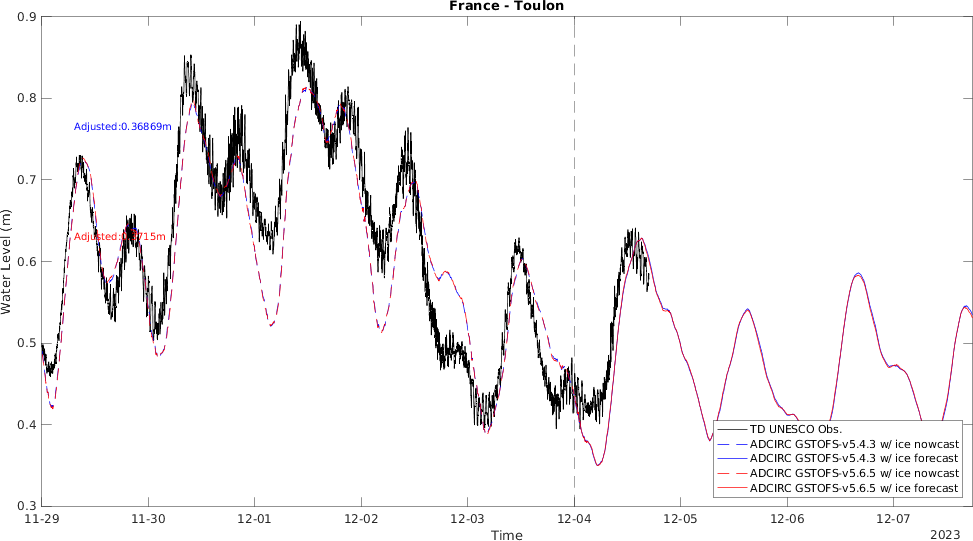 France - Toulon
0.9
0.8
0.7
0.6
0.5
0.4
0.3
Water Level (m)
Adjusted:0.36869m
TD UNESCO Obs.
ADCIRC GSTOFS-v5.4.3 w/ ice nowcast
ADCIRC GSTOFS-v5.4.3 w/ ice forecast
ADCIRC GSTOFS-v5.6.5 w/ ice nowcast
ADCIRC GSTOFS-v5.6.5 w/ ice forecast
11-29 11-30 12-01 12-02 12-03 12-04 12-05 12-06 12-07
Time
2023